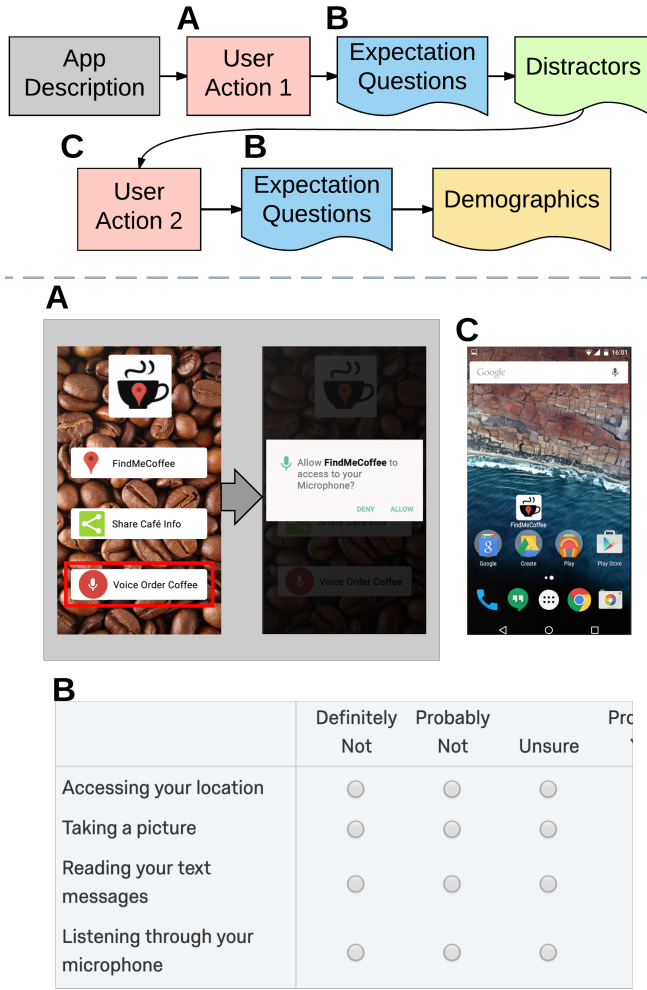 A
B
App
Description
User
Action 1
Expectation
Questions
Distractors
C
B
User
Action 2
Expectation
Questions
Demographics
A
C
16:01
Google
FindMeCoffee
Share Café Info
Voice Order Coffee
Allow FindMeCoffee to
access to your
Microphone?
DENY ALLOW
Share Café Info
Voice Order Coffee
FindMeCoffee
Google Create Play Play Store
B
Definitely
Not
Probably
Not
Unsure
Accessing your location
Taking a picture
Reading your text
messages
Listening through your
microphone